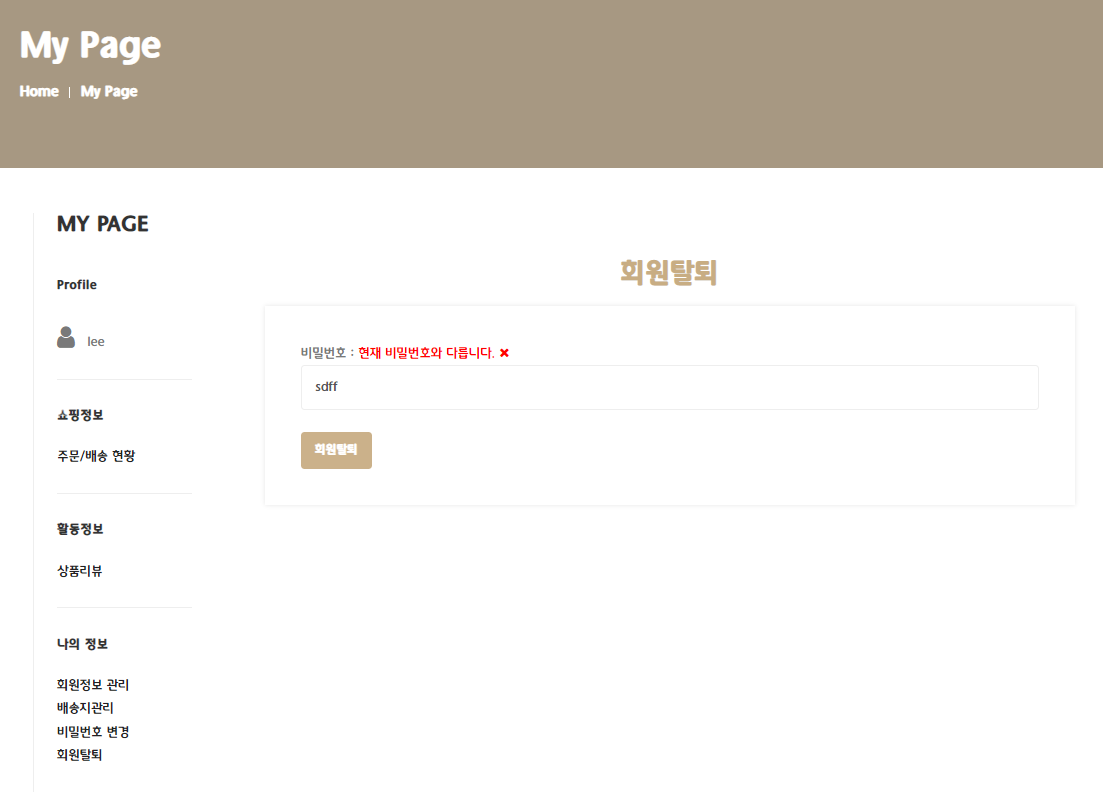 My Page
Home | My Page
MY PAGE
Profile
lee
쇼핑정보
주문/배송 현황
활동정보
상품리뷰
나의 정보
회원정보 관리
배송지관리
비밀번호 변경
회원탈퇴
회원탈퇴
비밀번호 : 현재 비밀번호와 다릅니다. ✖
sdff
회원탈퇴